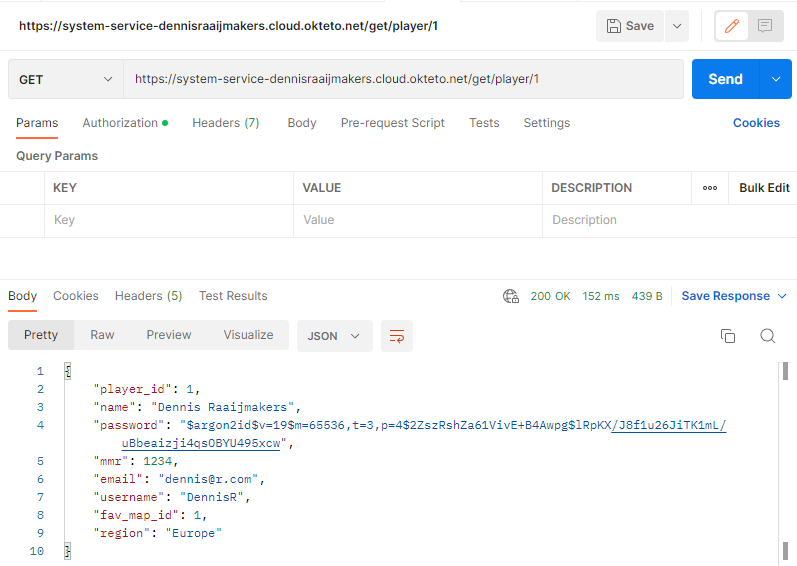 https://system-service-dennisraaijmakers.cloud.okteto.net/get/player/1
Save
GET
https://system-service-dennisraaijmakers.cloud.okteto.net/get/player/1
Send
Params Authorization Headers (7) Body Pre-request Script Tests Settings Cookies
Query Params
KEY VALUE DESCRIPTION ooo Bulk Edit
Key Value Description
Body Cookies Headers (5) Test Results 200 OK 152 ms 439 B Save Response
Pretty Raw Preview Visualize JSON
1 {
2 "player_id": 1,
3 "name": "Dennis Raaijmakers",
4 "password": "$argon2id$v=19$m=65536,t=3,p=4$2ZszRshZa61VivE+B4Awpg$lRpKX/J8f1u26JiTK1mL/
uBbeaizji4qsOBYU495xcw",
5 "mmr": 1234,
6 "email": "dennis@r.com",
7 "username": "DennisR",
8 "fav_map_id": 1,
9 "region": "Europe"
10 }